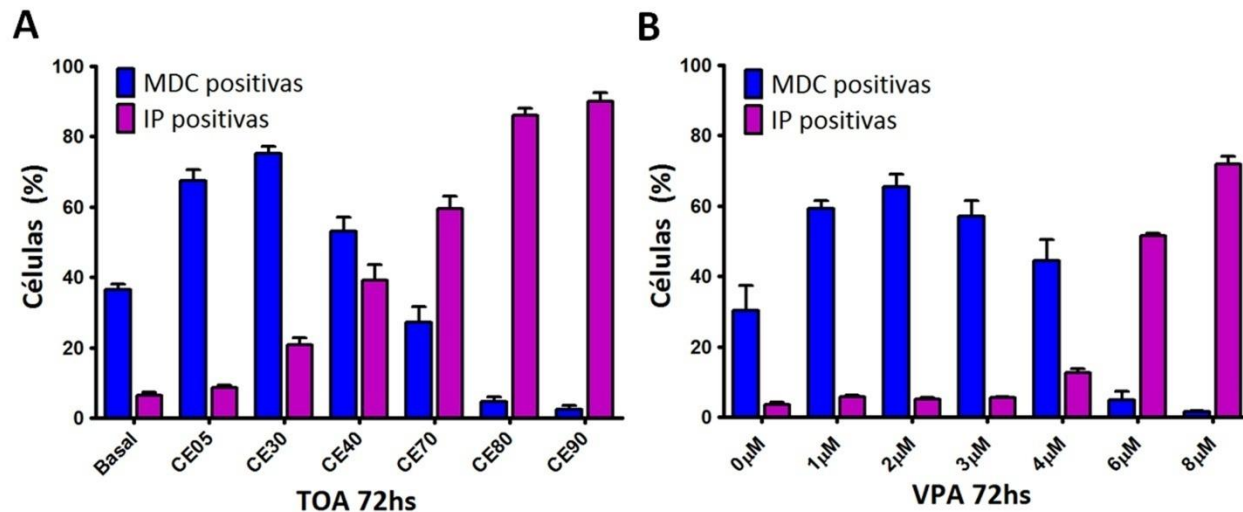 A
MDC positivas
IP positivas
Células (%)
100
80
60
40
20
0
Basal
CE05
CE30
CE40
CE70
CE80
CE90
TOA 72hs
B
MDC positivas
IP positivas
Células (%)
100
80
60
40
20
0
0μM
1μM
2μM
3μM
4μM
6μM
8μM
VPA 72hs